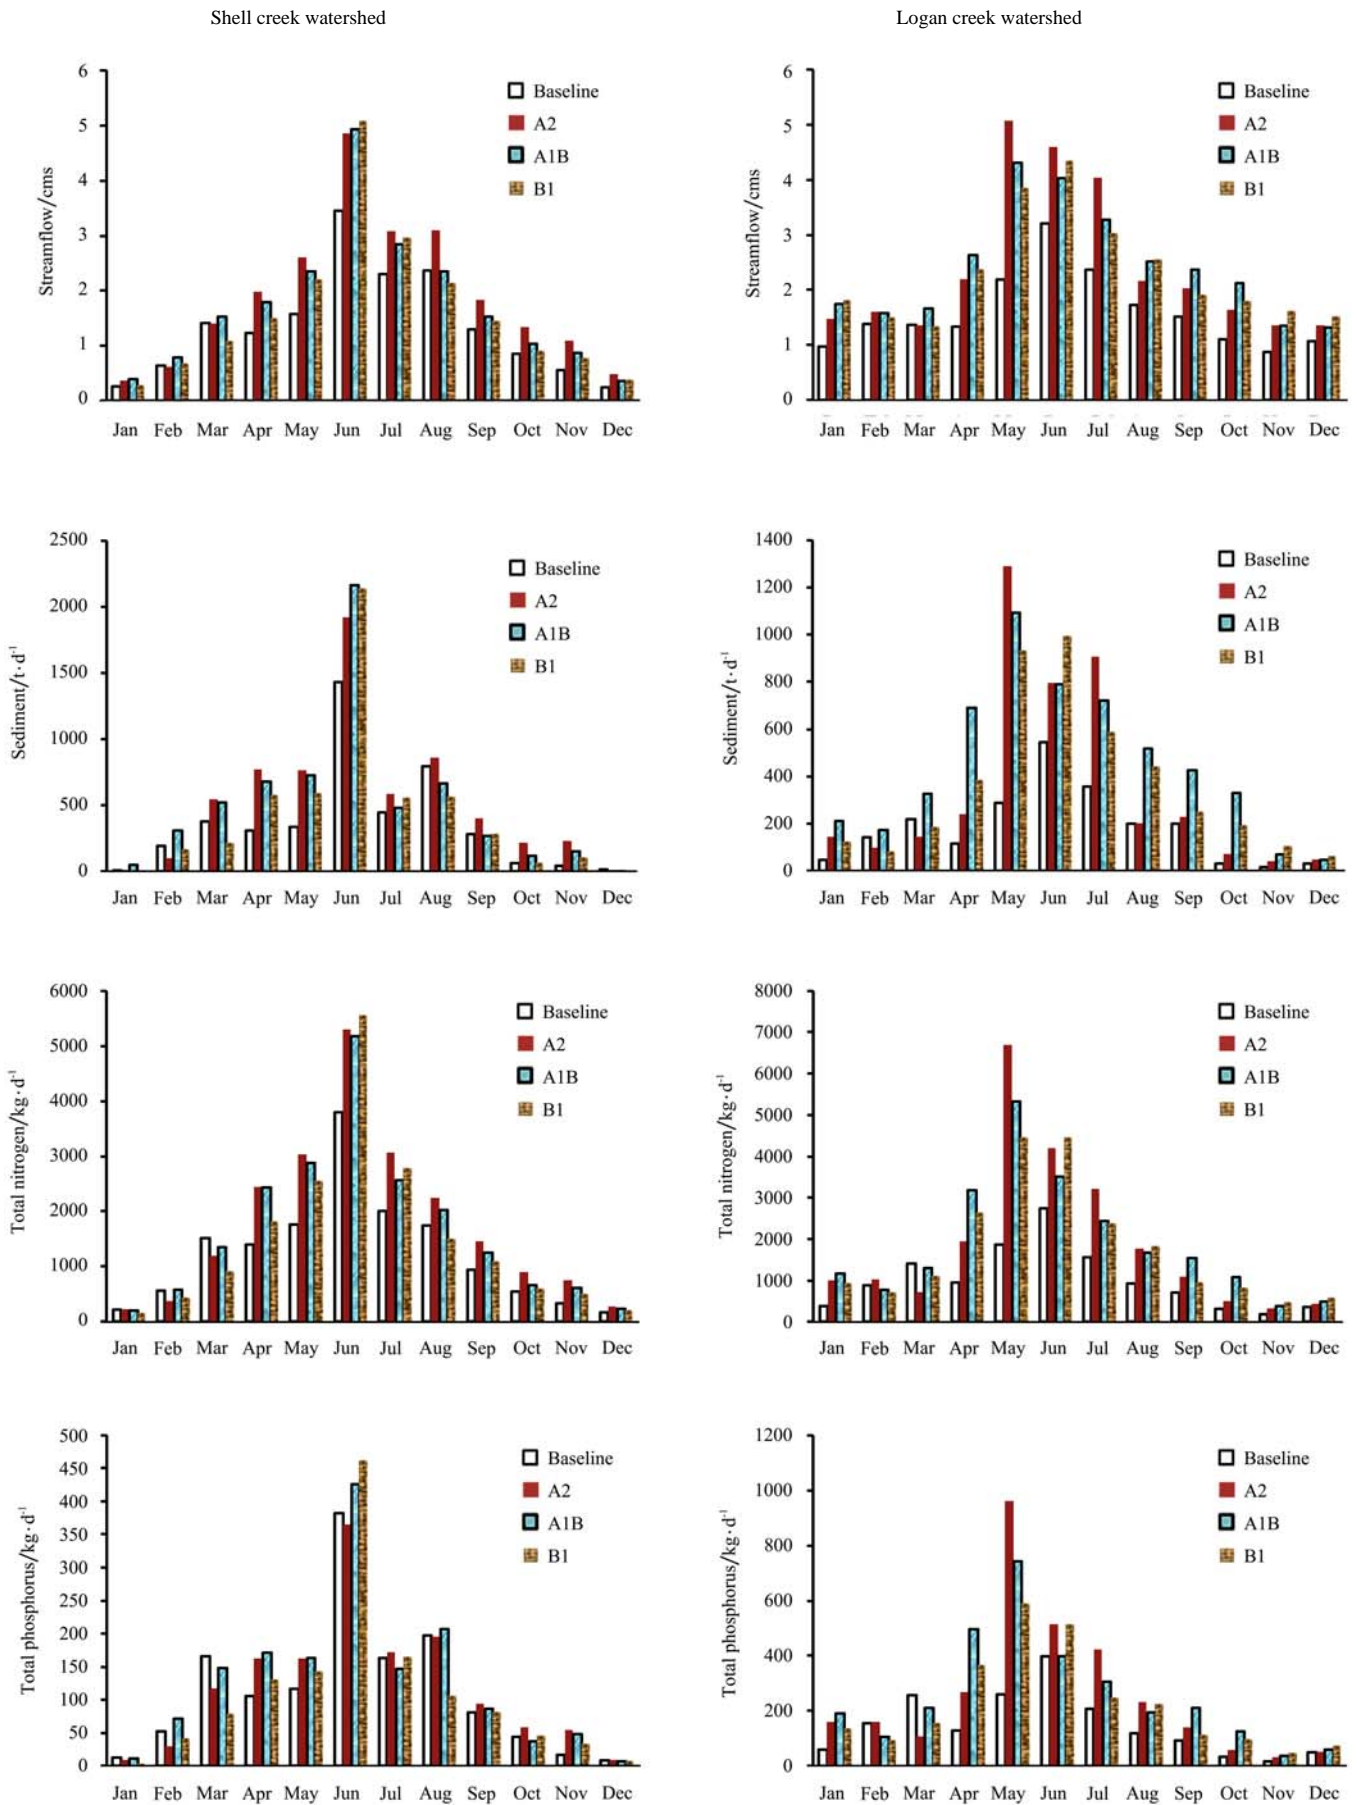 Shell creek watershed
Logan creek watershed
Streamflow/cms
6
5
4
3
2
1
0
Baseline
A2
A1B
B1
Jan Feb Mar Apr May Jun Jul Aug Sep Oct Nov Dec
Streamflow/cms
6
5
4
3
2
1
0
Baseline
A2
A1B
B1
Jan Feb Mar Apr May Jun Jul Aug Sep Oct Nov Dec
Sediment/t·d⁻¹
2500
2000
1500
1000
500
0
Baseline
A2
A1B
B1
Jan Feb Mar Apr May Jun Jul Aug Sep Oct Nov Dec
Sediment/t·d⁻¹
1400
1200
1000
800
600
400
200
0
Baseline
A2
A1B
B1
Jan Feb Mar Apr May Jun Jul Aug Sep Oct Nov Dec
Total nitrogen/kg·d⁻¹
6000
5000
4000
3000
2000
1000
0
Baseline
A2
A1B
B1
Jan Feb Mar Apr May Jun Jul Aug Sep Oct Nov Dec
Total nitrogen/kg·d⁻¹
8000
7000
6000
5000
4000
3000
2000
1000
0
Baseline
A2
A1B
B1
Jan Feb Mar Apr May Jun Jul Aug Sep Oct Nov Dec
Total phosphorus/kg·d⁻¹
500
450
400
350
300
250
200
150
100
50
0
Baseline
A2
A1B
B1
Jan Feb Mar Apr May Jun Jul Aug Sep Oct Nov Dec
Total phosphorus/kg·d⁻¹
1200
1000
800
600
400
200
0
Baseline
A2
A1B
B1
Jan Feb Mar Apr May Jun Jul Aug Sep Oct Nov Dec